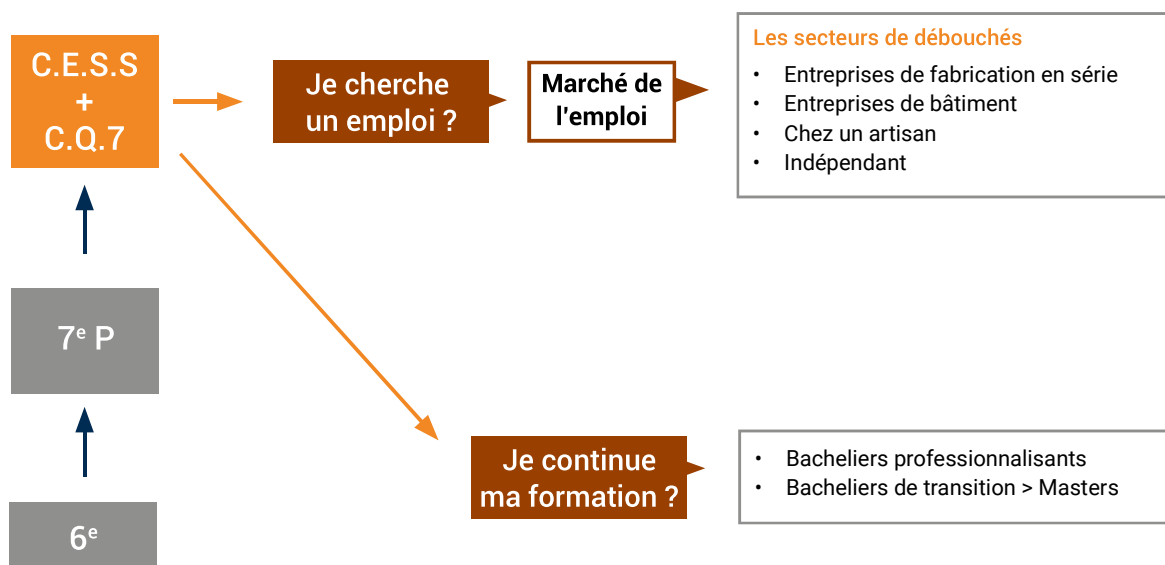 C.E.S.S
+
C.Q.7
Je cherche
un emploi ?
Marché de
l'emploi
Les secteurs de débouchés
• Entreprises de fabrication en série
• Entreprises de bâtiment
• Chez un artisan
• Indépendant
7e P
Je continue
ma formation ?
• Bacheliers professionnalisants
• Bacheliers de transition > Masters
6e